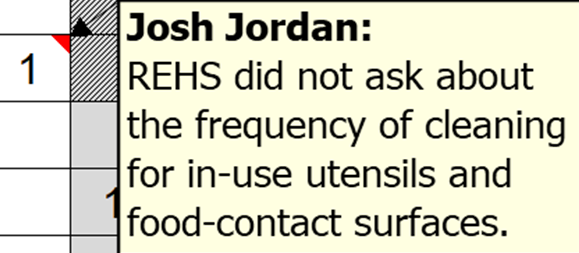 Josh Jordan:
1
REHS did not ask about
the frequency of cleaning
for in-use utensils and
1
food-contact surfaces.